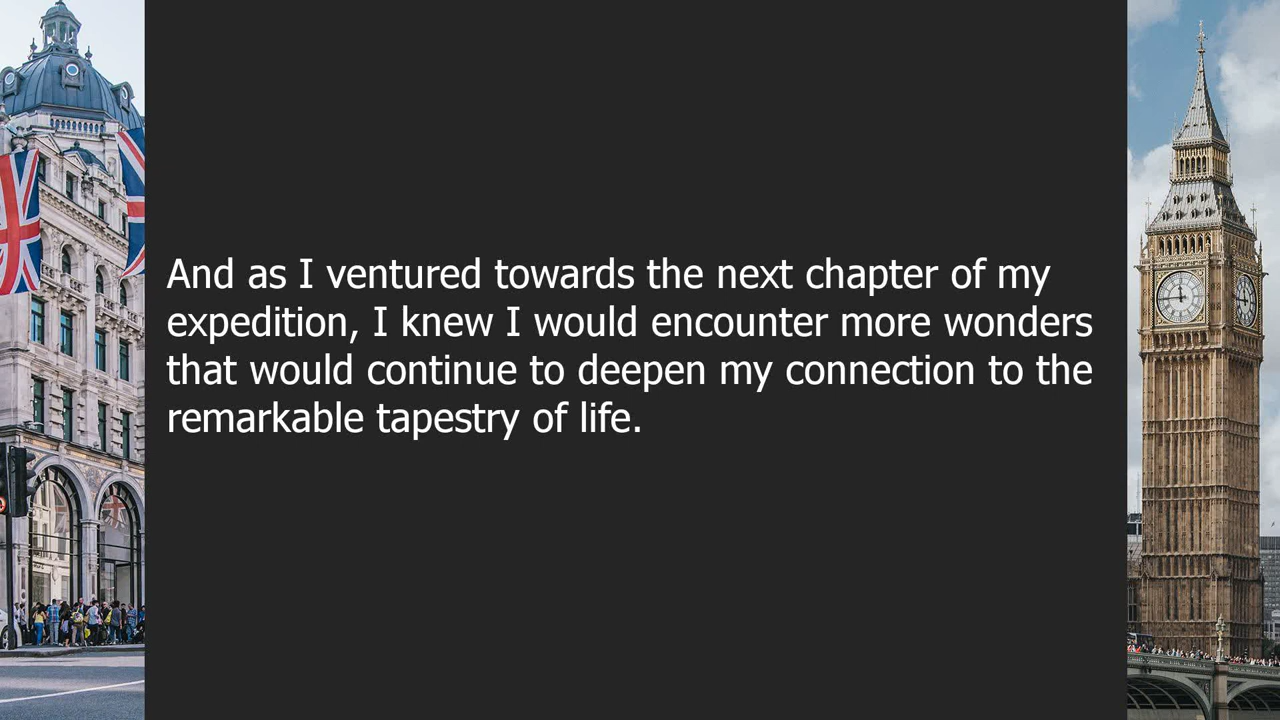 And as I ventured towards the next chapter of my
expedition, I knew I would encounter more wonders
that would continue to deepen my connection to the
remarkable tapestry of life.